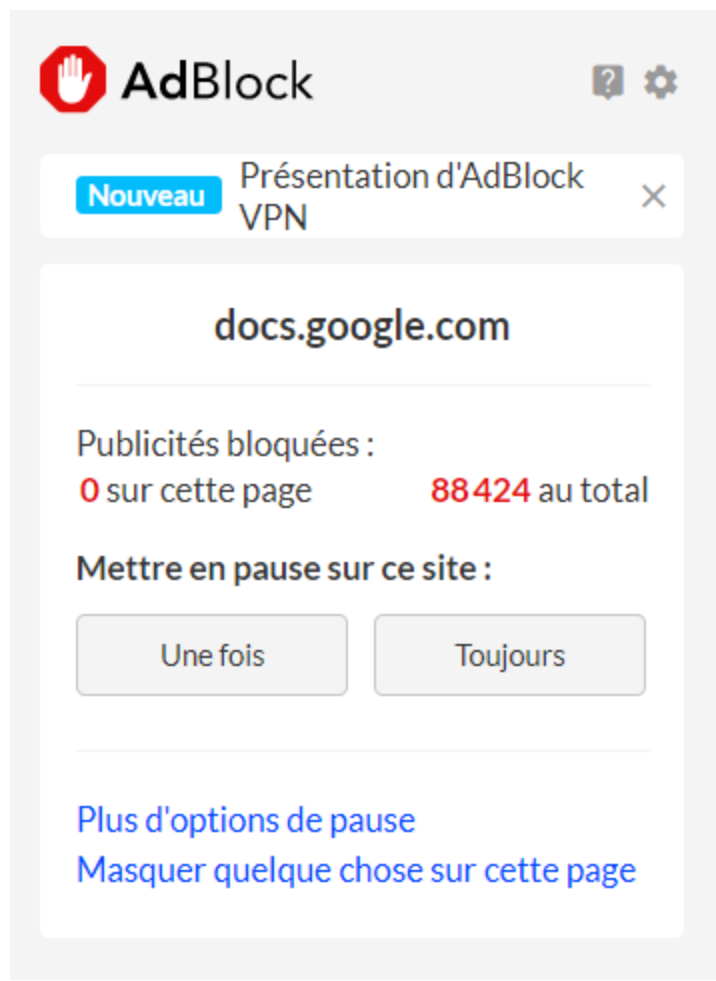 AdBlock
?
Nouveau
Présentation d'AdBlock
VPN
docs.google.com
Publicités bloquées :
0 sur cette page 88 424 au total
Mettre en pause sur ce site :
Une fois Toujours
Plus d'options de pause
Masquer quelque chose sur cette page